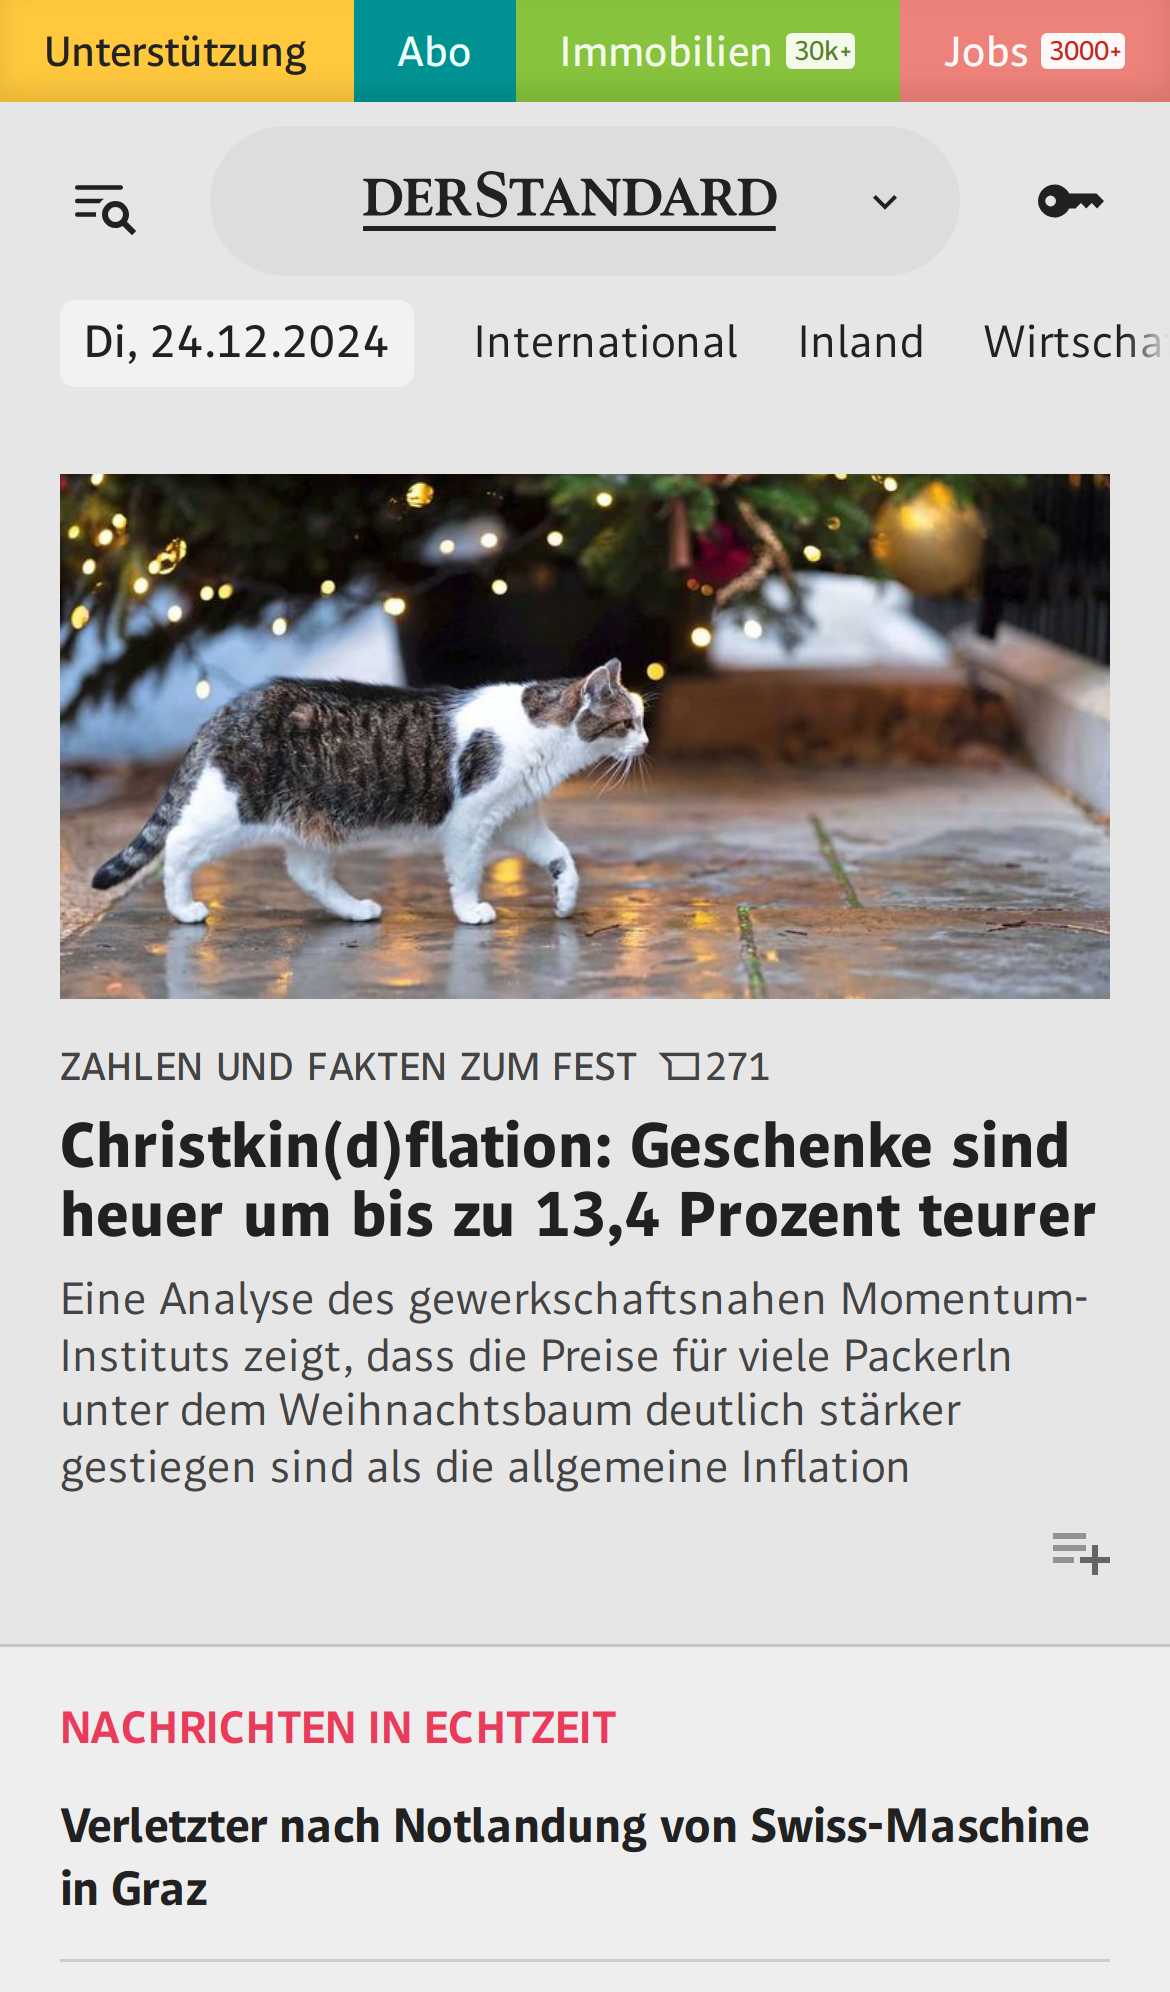 Unterstützung
Abo
Immobilien 30k+
Jobs 3000+
DERSTANDARD
Di, 24.12.2024
International
Inland
Wirtscha
ZAHLEN UND FAKTEN ZUM FEST 271
Christkin(d)flation: Geschenke sind
heuer um bis zu 13,4 Prozent teurer
Eine Analyse des gewerkschaftsnahen Momentum-
Instituts zeigt, dass die Preise für viele Packerln
unter dem Weihnachtsbaum deutlich stärker
gestiegen sind als die allgemeine Inflation
NACHRICHTEN IN ECHTZEIT
Verletzter nach Notlandung von Swiss-Maschine
in Graz